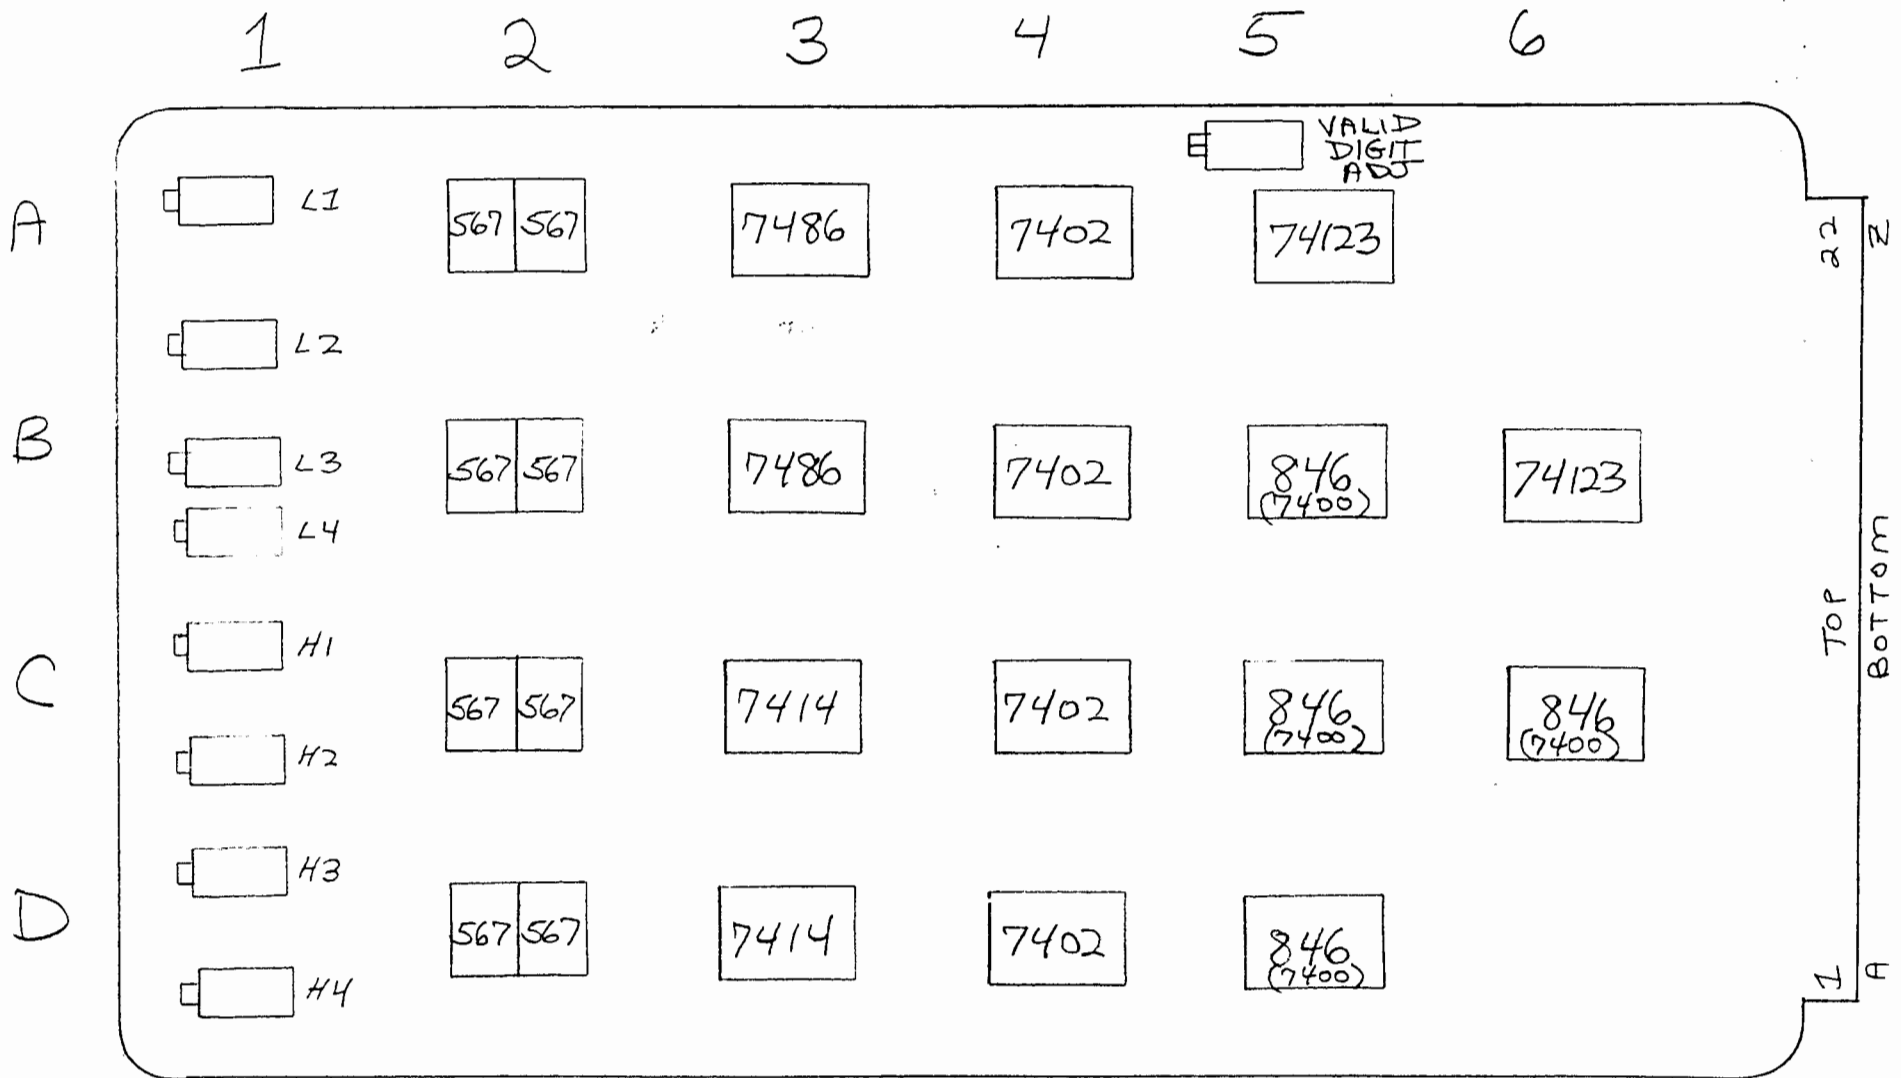 1 2 3 4 5 6
VALID
DIGIT
ADJ
A L1 567 567 7486 7402 74123 22 Z
L2
B L3 567 567 7486 7402 846 74123
(7400)
L4
TOP BOTTOM
H1
C 567 567 7414 7402 846 846
(7400) (7400)
H2
H3
D 567 567 7414 7402 846
(7400)
H4
1 A